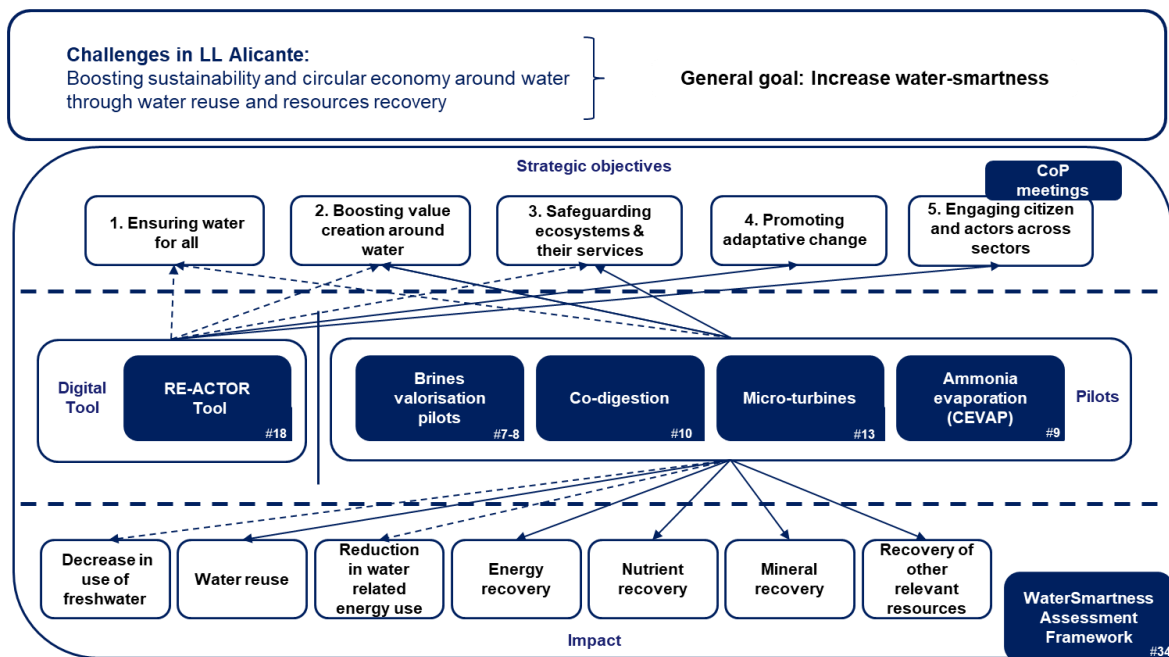 Challenges in LL Alicante:
Boosting sustainability and circular economy around water
through water reuse and resources recovery
General goal: Increase water-smartness
Strategic objectives
CoP
meetings
1. Ensuring water
for all
2. Boosting value
creation around
water
3. Safeguarding
ecosystems &
their services
4. Promoting
adaptative change
5. Engaging citizen
and actors across
sectors
Digital
Tool
RE-ACTOR
Tool
#18
Brines
valorisation
pilots
#7-8
Co-digestion
#10
Micro-turbines
#13
Ammonia
evaporation
(CEVAP)
#9
Pilots
Decrease in
use of
freshwater
Water reuse
Reduction
in water
related
energy use
Energy
recovery
Nutrient
recovery
Mineral
recovery
Recovery of
other
relevant
resources
Impact
WaterSmartness
Assessment
Framework
#34